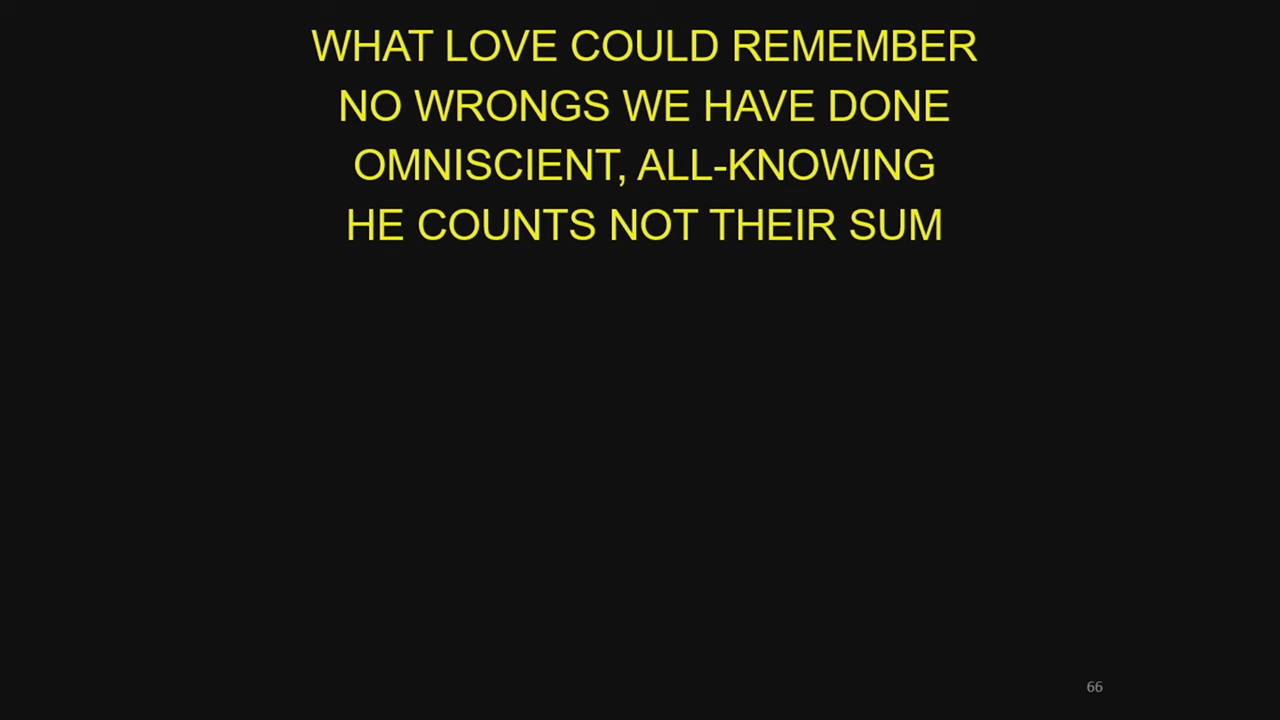 WHAT LOVE COULD REMEMBER
NO WRONGS WE HAVE DONE
OMNISCIENT, ALL-KNOWING
HE COUNTS NOT THEIR SUM
66